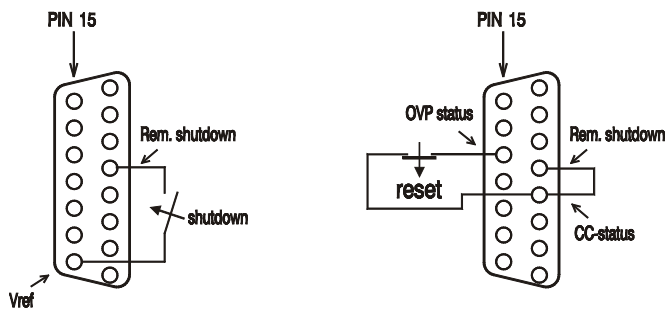 PIN 15
Rem. shutdown
shutdown
Vref
PIN 15
OVP status
Rem. shutdown
reset
CC-status